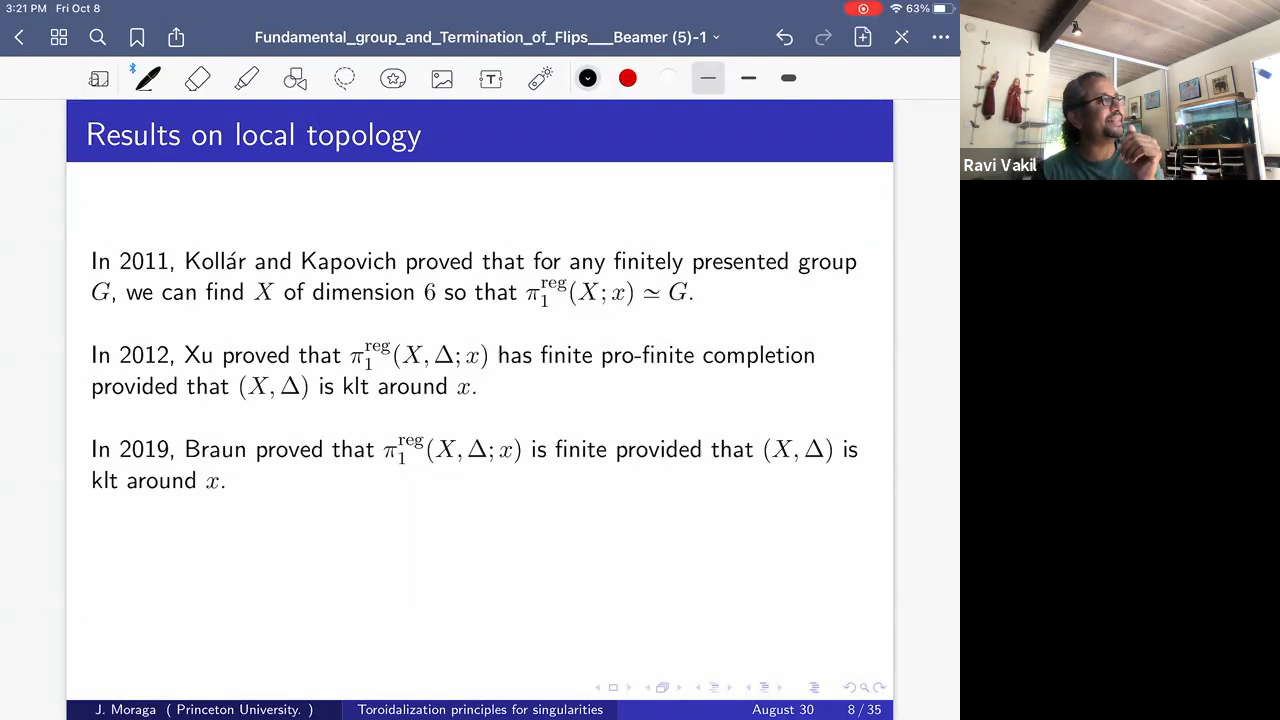 3:21 PM Fri Oct 8
63%
Fundamental_group_and_Termination_of_Flips___Beamer (5)-1
Results on local topology
Ravi Vakil
In 2011, Kollár and Kapovich proved that for any finitely presented group
G, we can find X of dimension 6 so that π₁^reg(X; x) ≃ G.
In 2012, Xu proved that π₁^reg(X, Δ; x) has finite pro-finite completion
provided that (X, Δ) is klt around x.
In 2019, Braun proved that π₁^reg(X, Δ; x) is finite provided that (X, Δ) is
klt around x.
J. Moraga ( Princeton University. ) Toroidalization principles for singularities August 30 8 / 35